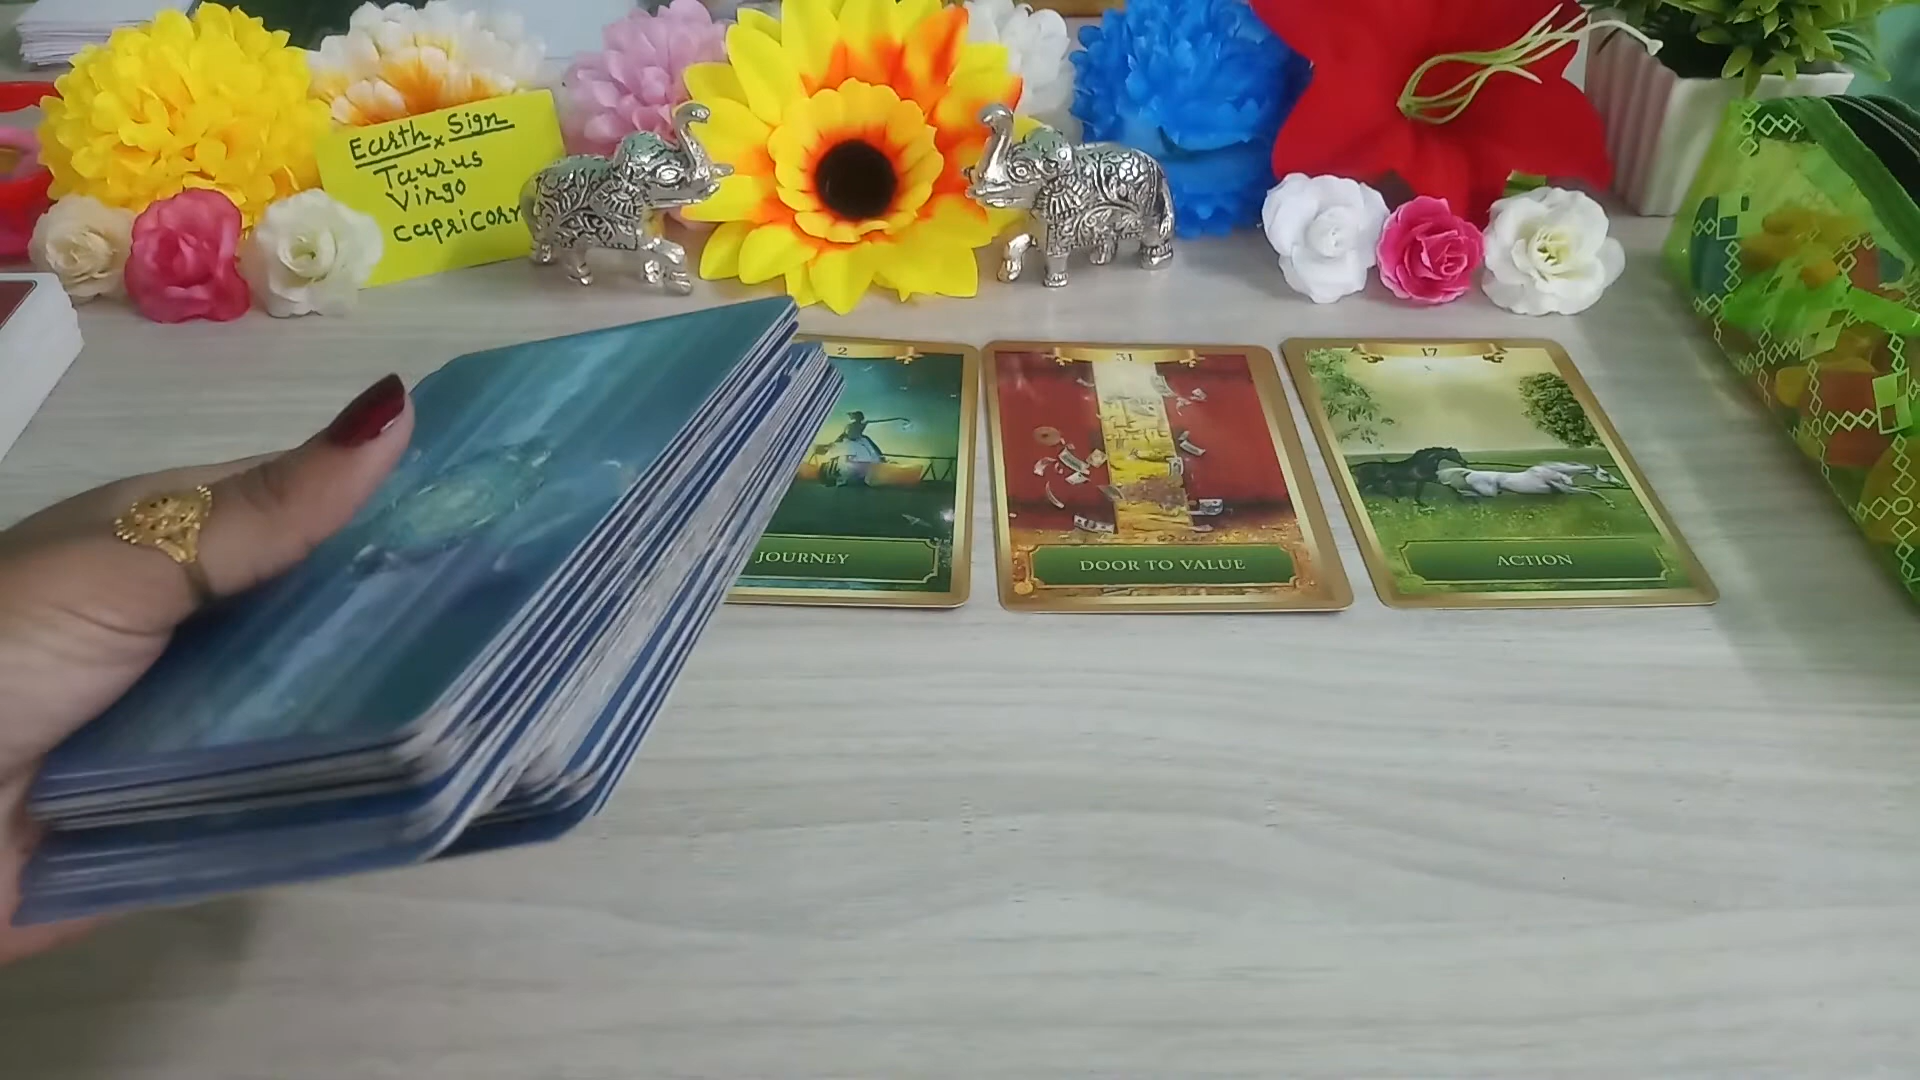 Earth Sign
Taurus
Virgo
capricorn
2
JOURNEY
31
DOOR TO VALUE
17
ACTION